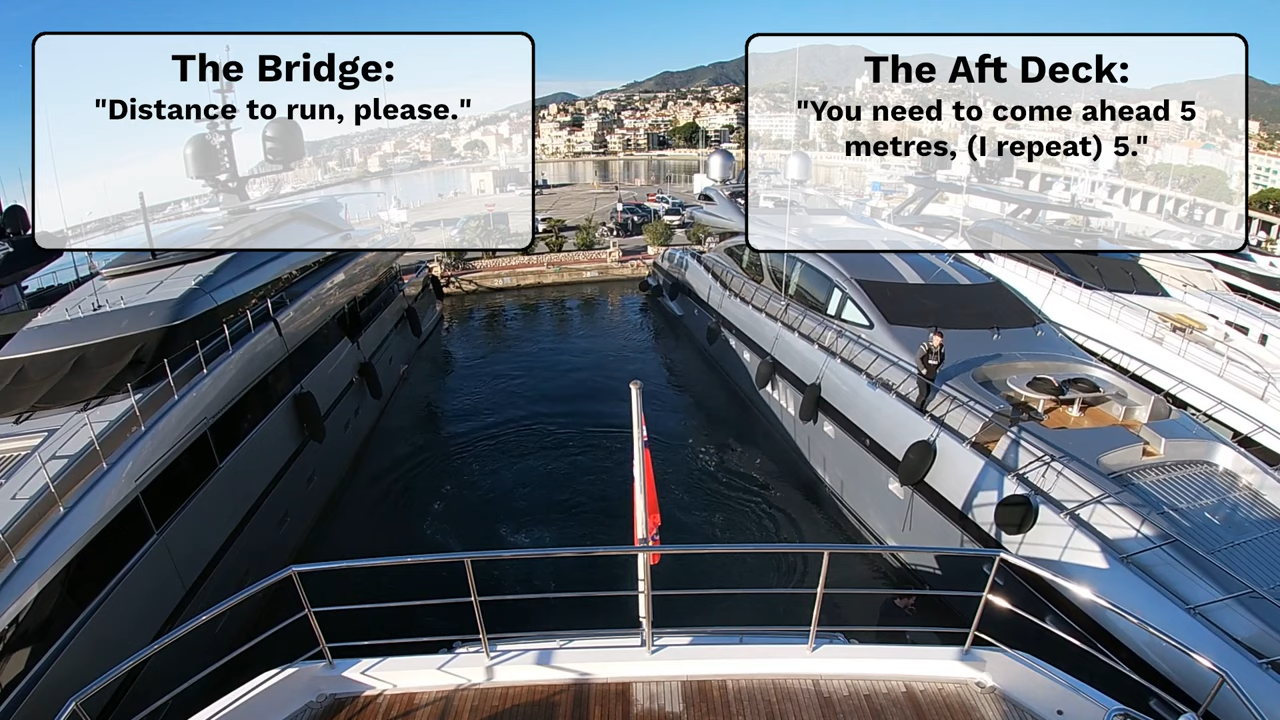 The Bridge:
"Distance to run, please."
The Aft Deck:
"You need to come ahead 5
metres, (I repeat) 5."